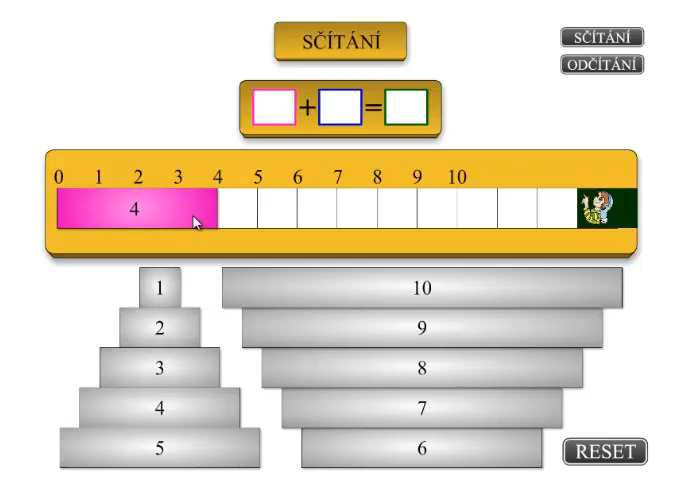 SČÍTÁNÍ
SČÍTÁNÍ
ODČÍTÁNÍ
+ =
0 1 2 3 4 5 6 7 8 9 10
4
1 10
2 9
3 8
4 7
5 6
RESET